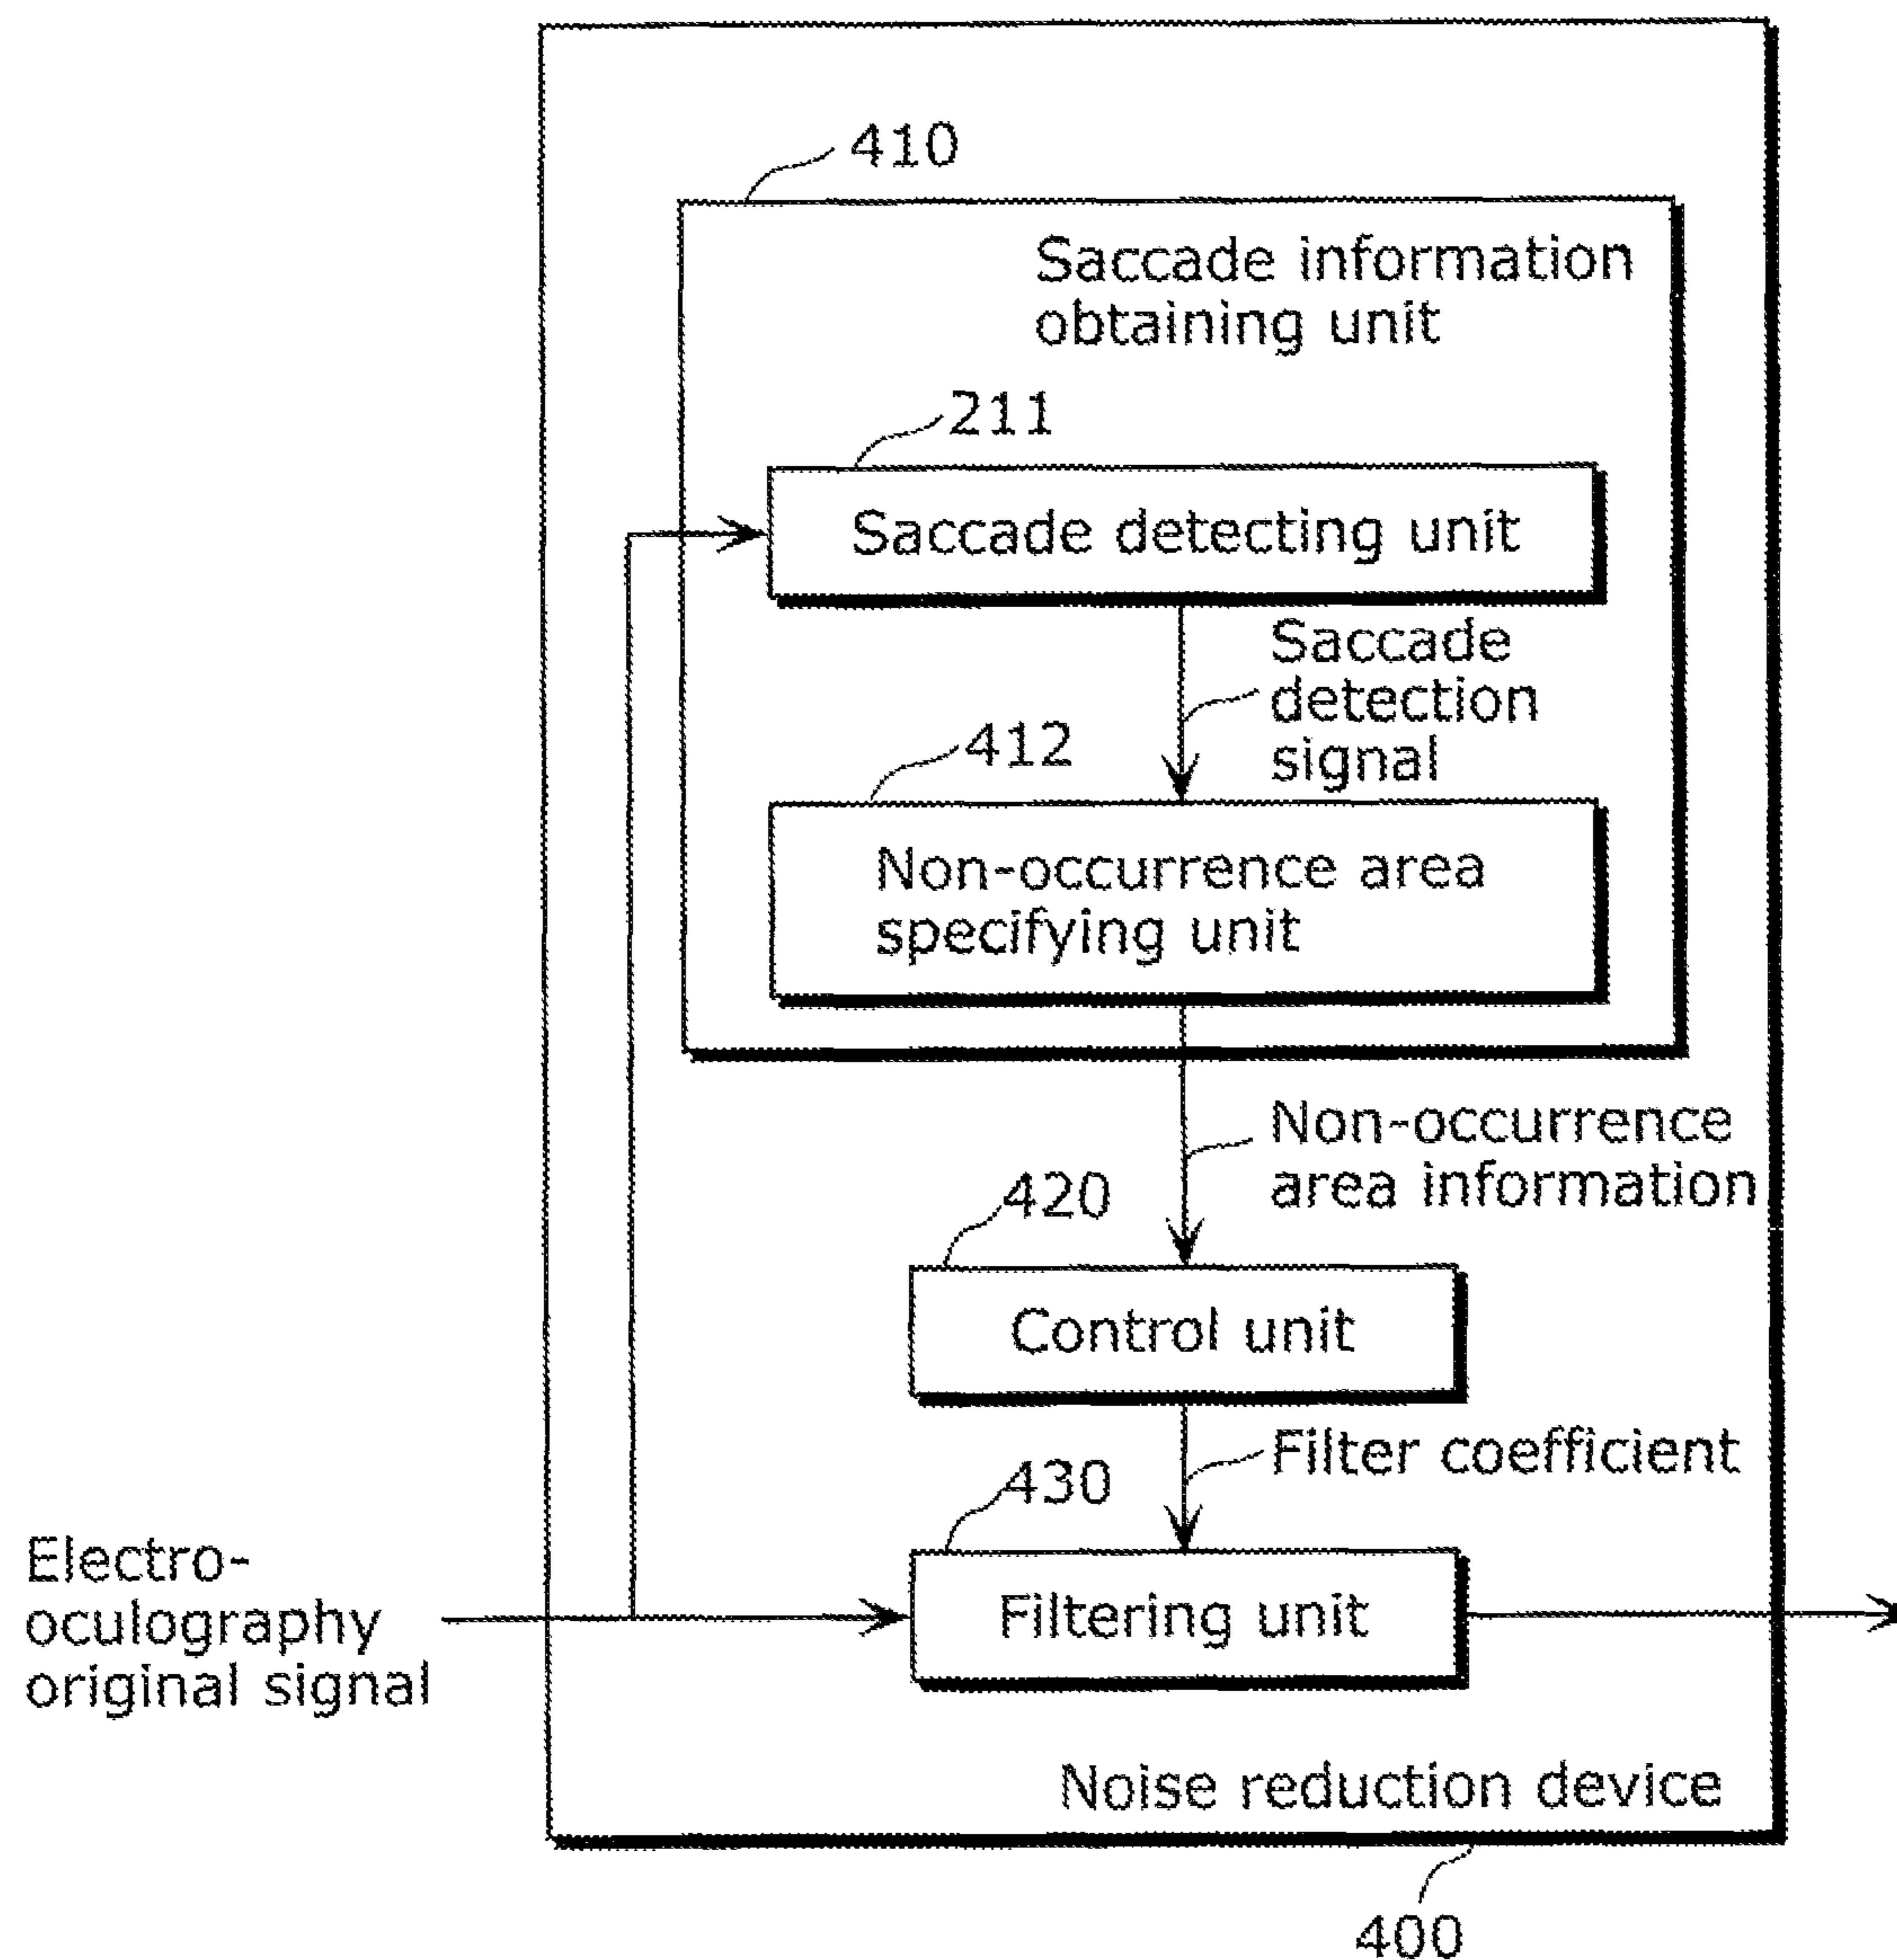 410
Saccade information
obtaining unit
211
Saccade detecting unit
Saccade
detection
signal
412
Non-occurrence area
specifying unit
Non-occurrence
area information
420
Control unit
Filter coefficient
430
Electro-
oculography
original signal
Filtering unit
Noise reduction device
400